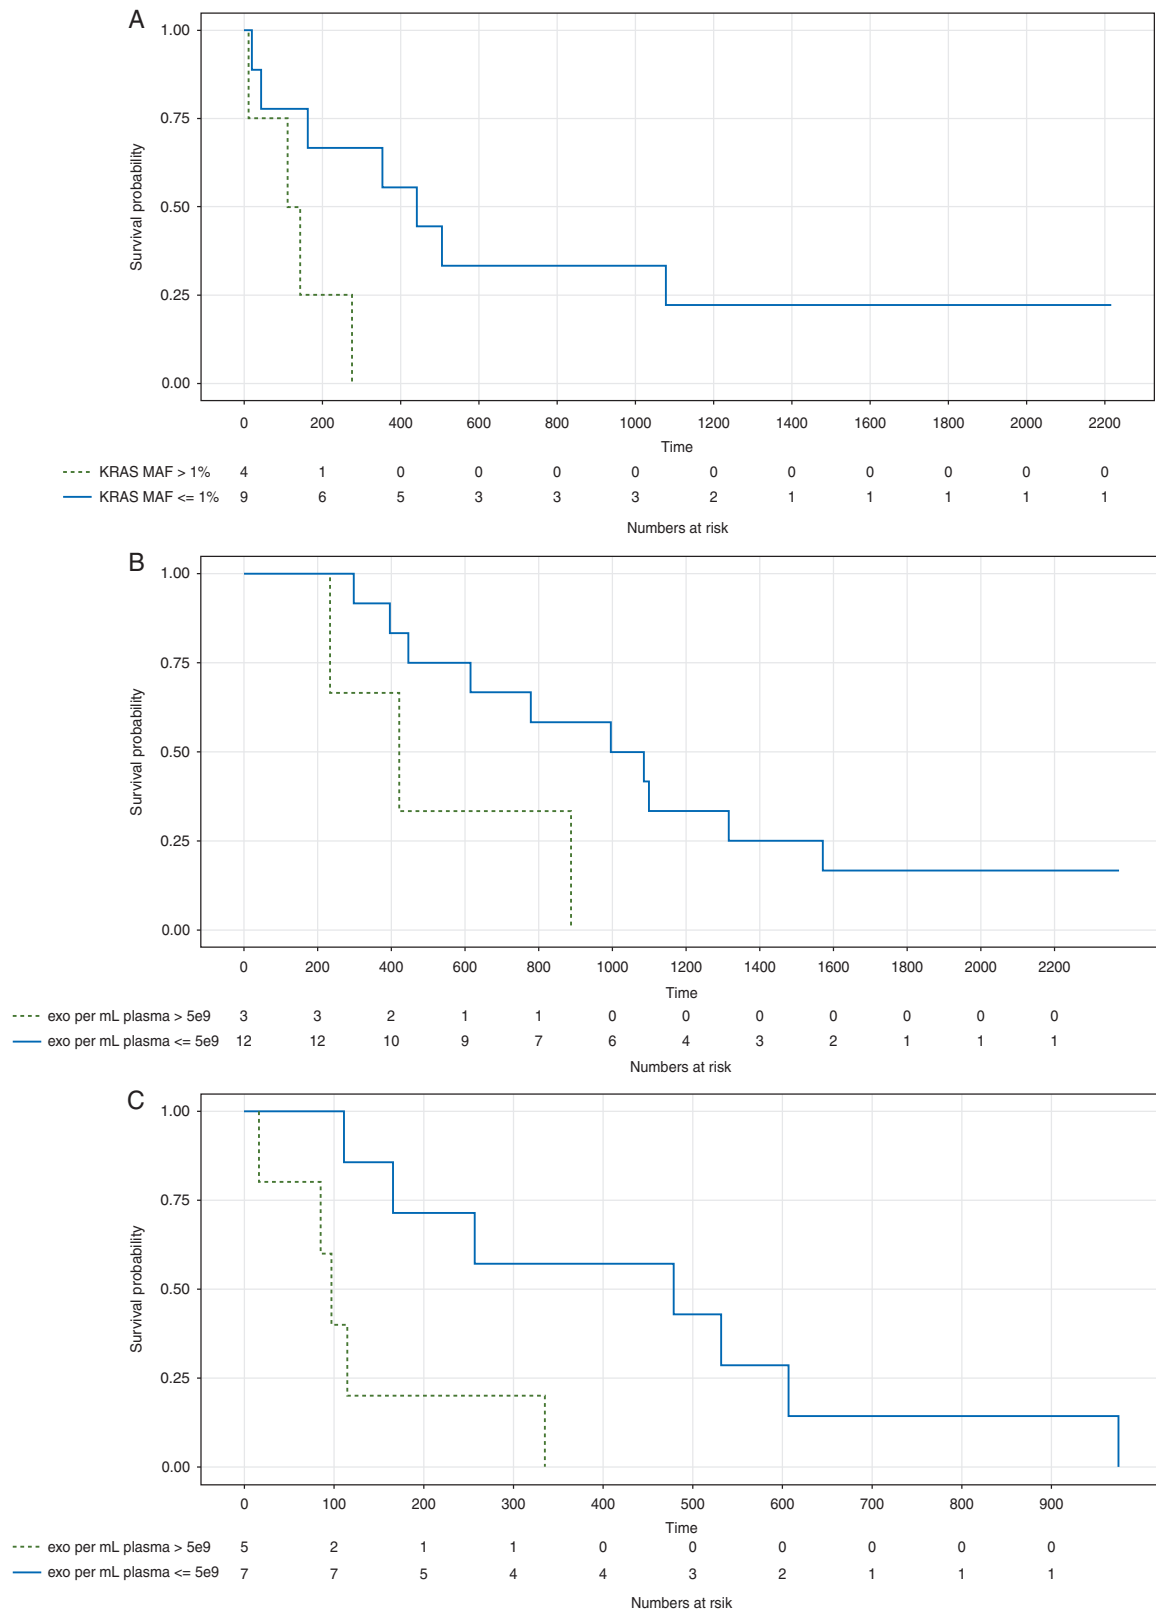 A
1.00
0.75
0.50
0.25
0.00
Survival probability
0 200 400 600 800 1000 1200 1400 1600 1800 2000 2200
Time
KRAS MAF > 1% 4 1 0 0 0 0 0 0 0 0 0 0
KRAS MAF <= 1% 9 6 5 3 3 3 2 1 1 1 1 1
Numbers at risk
B
1.00
0.75
0.50
0.25
0.00
Survival probability
0 200 400 600 800 1000 1200 1400 1600 1800 2000 2200
Time
exo per mL plasma > 5e9 3 3 2 1 1 0 0 0 0 0 0 0
exo per mL plasma <= 5e9 12 12 10 9 7 6 4 3 2 1 1 1
Numbers at risk
C
1.00
0.75
0.50
0.25
0.00
Survival probability
0 100 200 300 400 500 600 700 800 900
Time
exo per mL plasma > 5e9 5 2 1 1 0 0 0 0 0 0
exo per mL plasma <= 5e9 7 7 5 4 4 3 2 1 1 1
Numbers at rsik